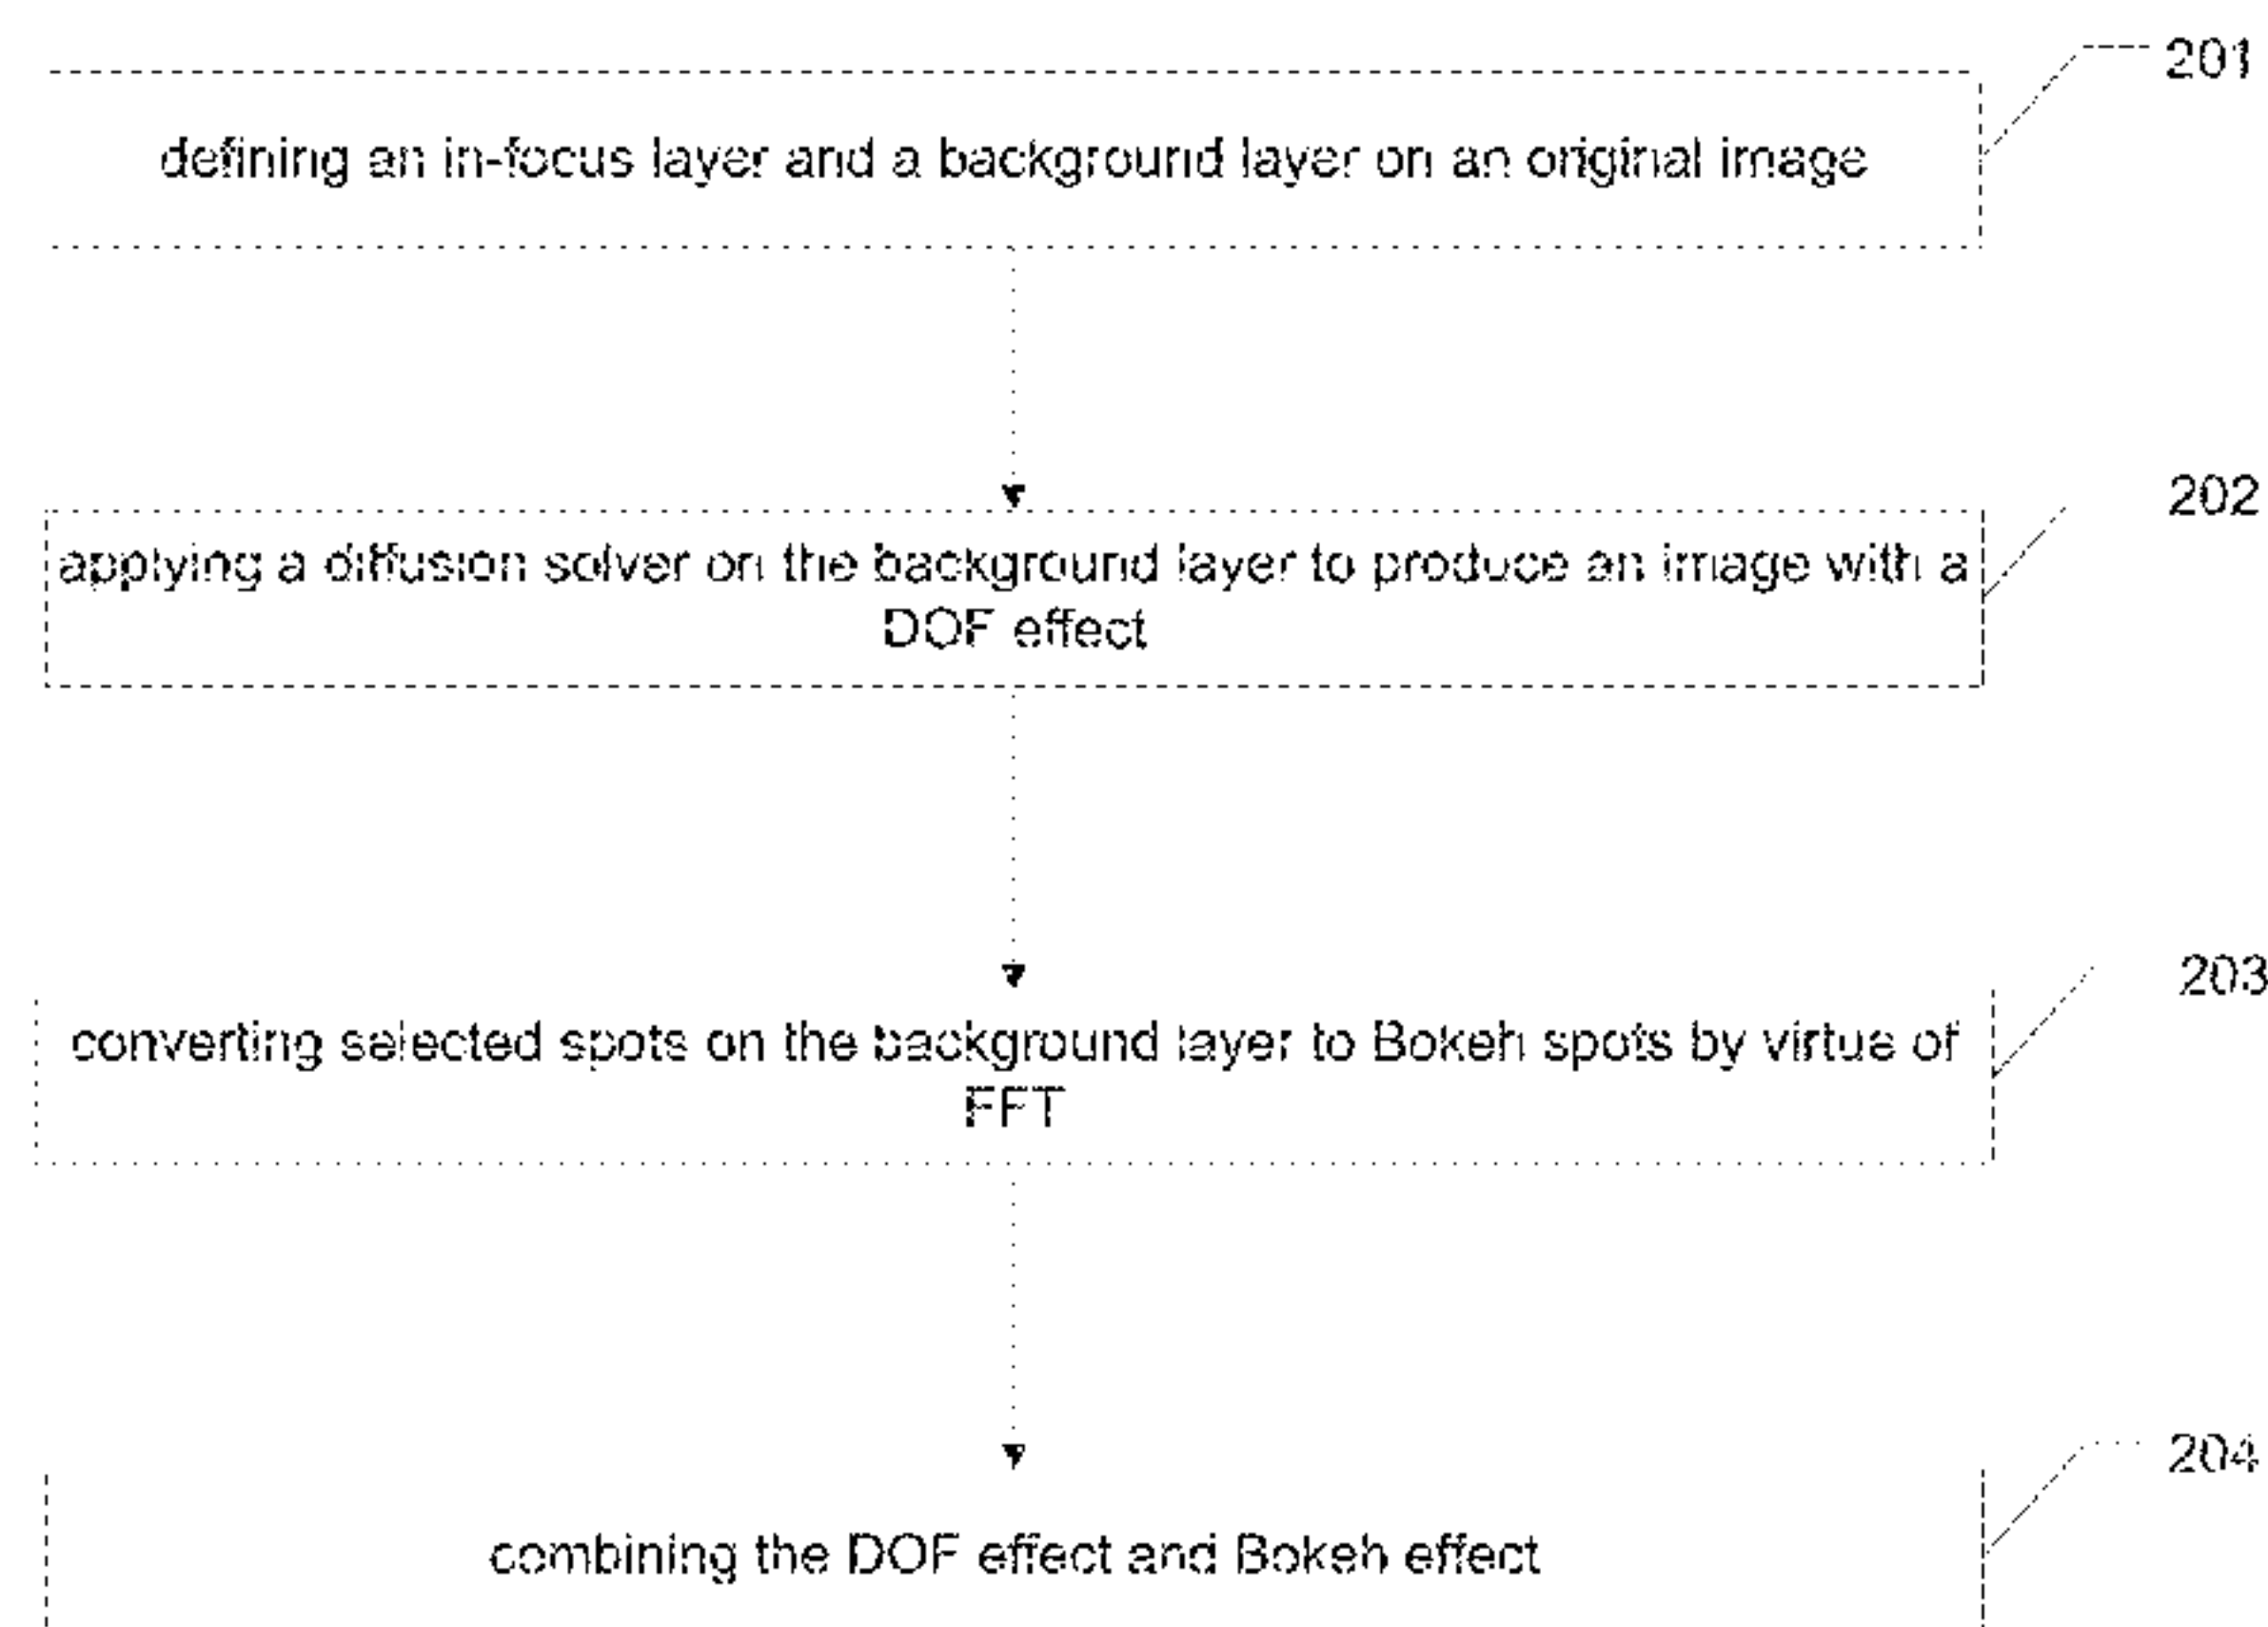 201
defining an in-focus layer and a background layer on an original image
202
applying a diffusion solver on the background layer to produce an image with a
DOF effect
203
converting selected spots on the background layer to Bokeh spots by virtue of
FFT
204
combining the DOF effect and Bokeh effect